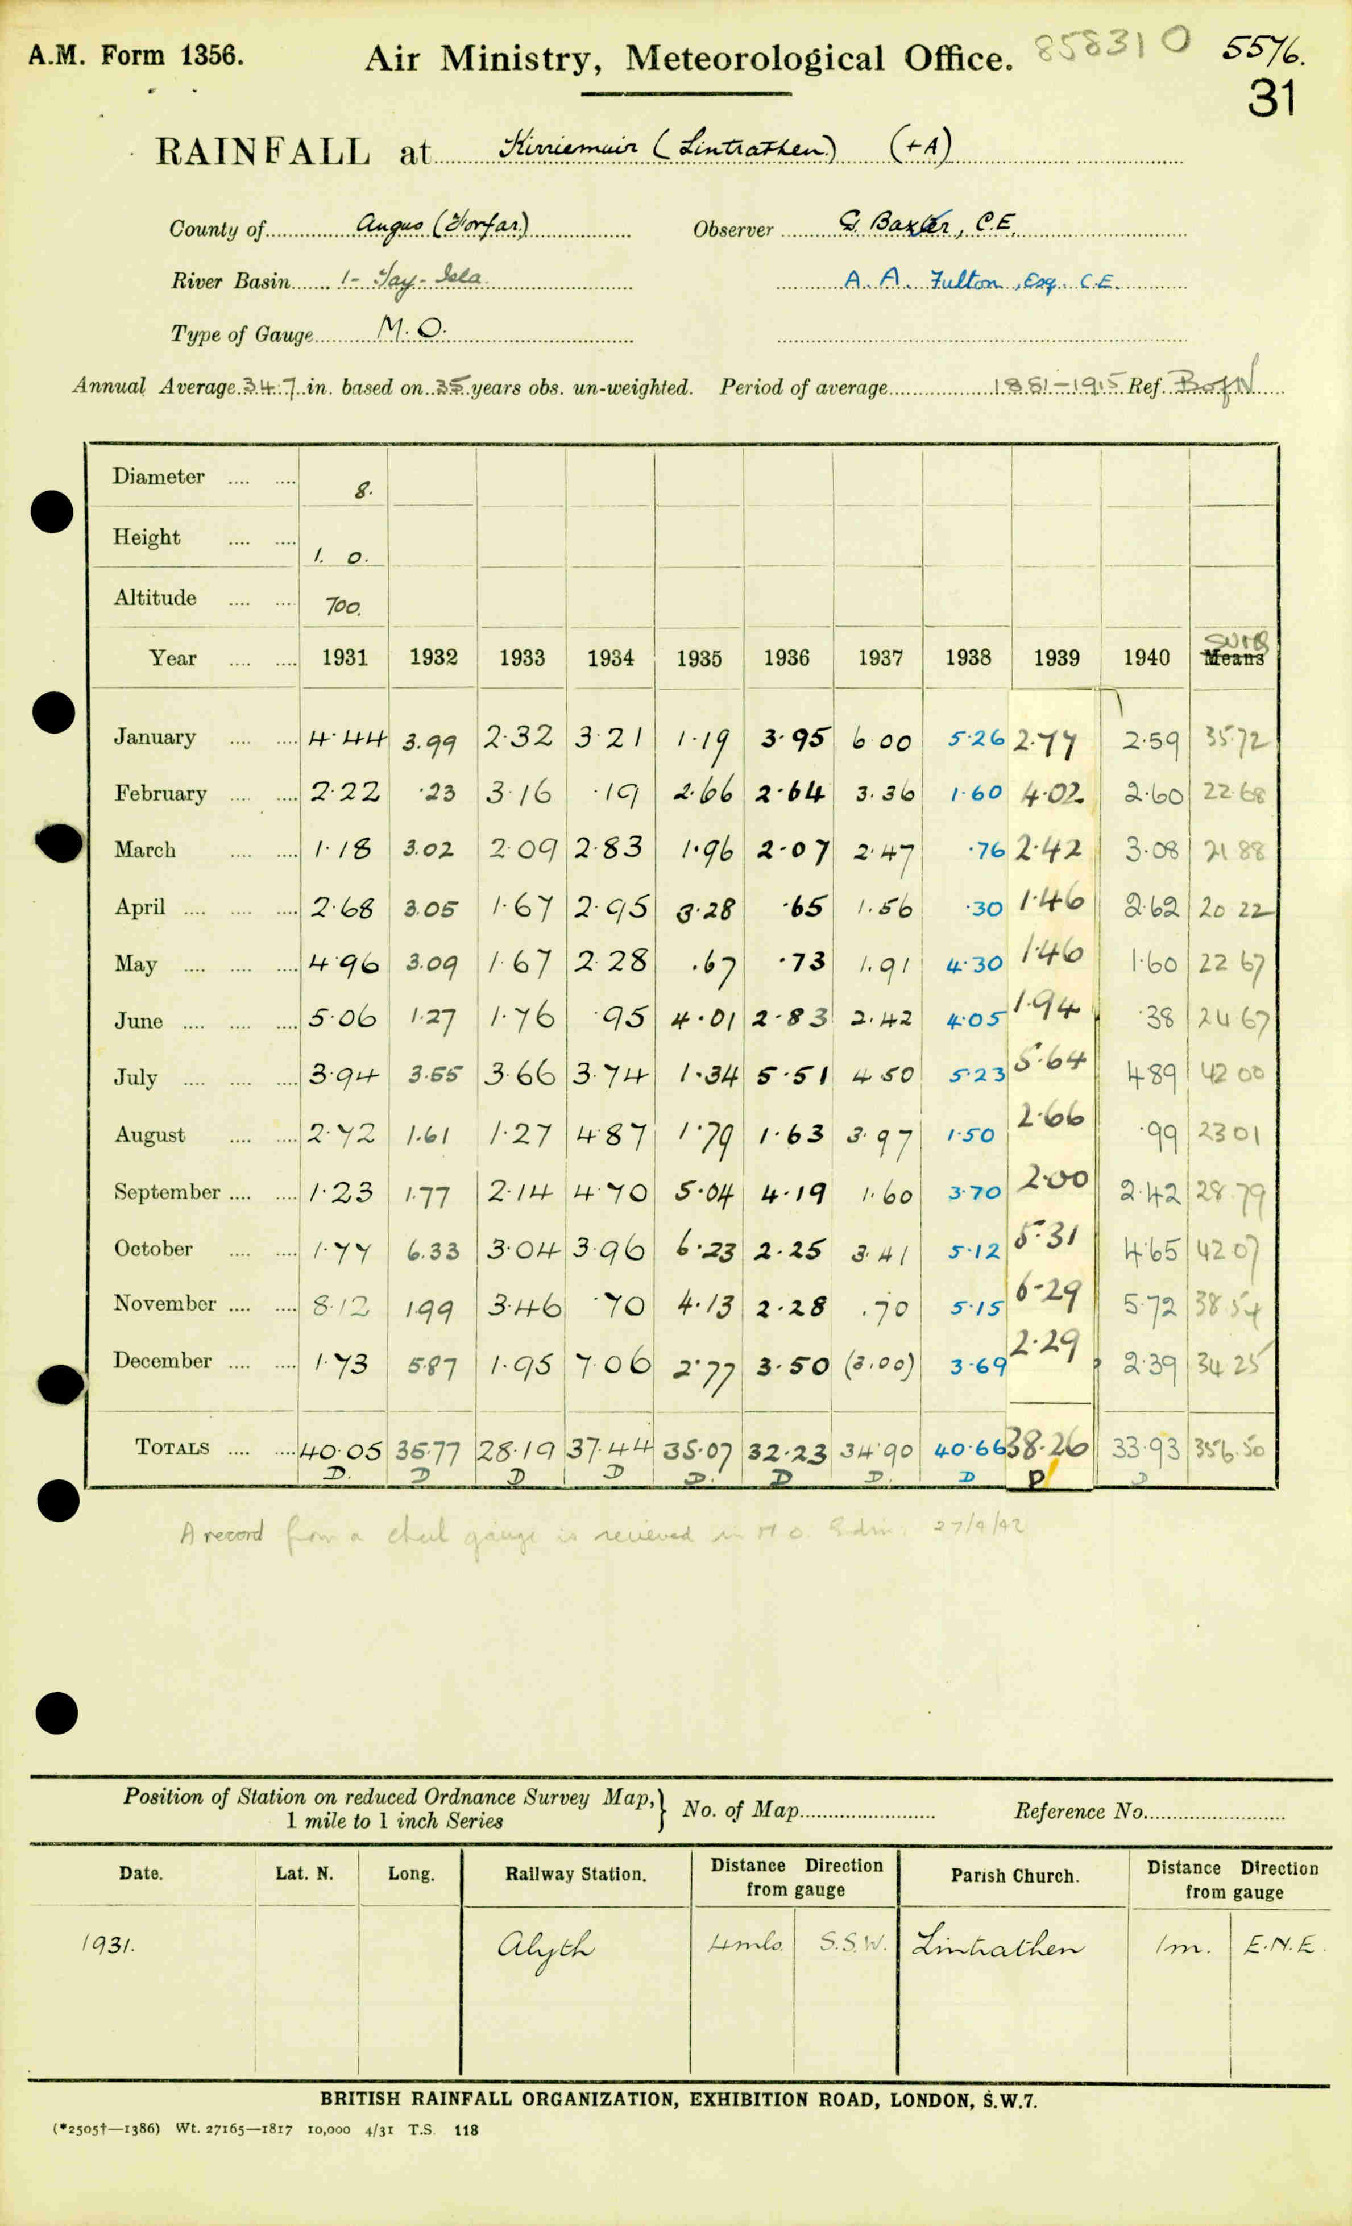 A.M. Form 1356. Air Ministry, Meteorological Office. 858310 5576.
31
RAINFALL at Kirriemuir (Lintrathen) (+A)
County of Angus (Forfar) Observer G. Baxter, C.E.
River Basin 1- Tay - Isla A. A. Fulton, Esq. C.E.
Type of Gauge M.O.
Annual Average 34.7 in. based on 35 years obs. un-weighted. Period of average 1881-1915 Ref. B of N
Diameter .... .... 8.
Height .... .... 1. 0.
Altitude .... .... 700.
sums
Year .... .... 1931 1932 1933 1934 1935 1936 1937 1938 1939 1940 Means
January .... .... 4.44 3.99 2.32 3.21 1.19 3.95 6.00 5.26 2.77 2.59 35.72
February .... .... 2.22 .23 3.16 .19 2.66 2.64 3.36 1.60 4.02 2.60 22.68
March .... .... 1.18 3.02 2.09 2.83 1.96 2.07 2.47 .76 2.42 3.08 21 88
April .... .... .... 2.68 3.05 1.67 2.95 3.28 .65 1.56 .30 1.46 2.62 20 22
May .... .... .... 4.96 3.09 1.67 2.28 .67 .73 1.91 4.30 1.46 1.60 22 67
June .... .... .... 5.06 1.27 1.76 .95 4.01 2.83 2.42 4.05 1.94 .38 24 67
July .... .... .... 3.94 3.55 3.66 3.74 1.34 5.51 4.50 5.23 5.64 4.89 42 00
August .... .... 2.72 1.61 1.27 4.87 1.79 1.63 3.97 1.50 2.66 .99 23 01
September .... .... 1.23 1.77 2.14 4.70 5.04 4.19 1.60 3.70 2.00 2.42 28.79
October .... .... 1.77 6.33 3.04 3.96 6.23 2.25 3.41 5.12 5.31 4.65 42 07
November .... .... 8.12 1.99 3.46 .70 4.13 2.28 .70 5.15 6.29 5.72 38.54
December .... .... 1.73 5.87 1.95 7.06 2.77 3.50 (3.00) 3.69 2.29 2.39 34 25
TOTALS .... .... 40.05 35.77 28.19 37.44 35.07 32.23 34.90 40.66 38.26 33.93 356.50
D. D D D D. D D. D D D
A record from a check gauge is recieved in M.O. Edin. 27/9/42
Position of Station on reduced Ordnance Survey Map,} No. of Map Reference No.
1 mile to 1 inch Series
Date. Lat. N. Long. Railway Station. Distance Direction from gauge Parish Church. Distance Direction from gauge
1931. Alyth 4 mls S.S.W. Lintrathen 1 m. E.N.E.
BRITISH RAINFALL ORGANIZATION, EXHIBITION ROAD, LONDON, S.W.7.
(*2505†—1386) Wt. 27165—1817 10,000 4/31 T.S. 118